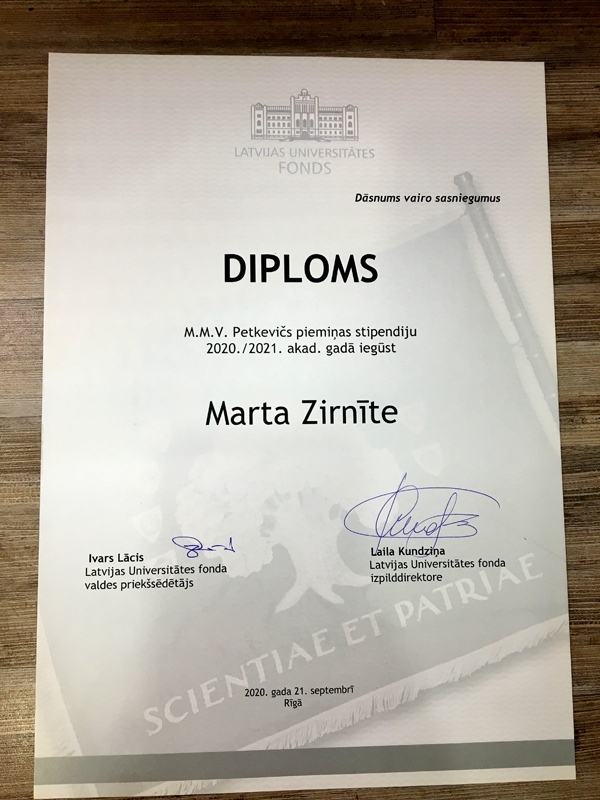 LATVIJAS UNIVERSITĀTES
FONDS
Dāsnums vairo sasniegumus
DIPLOMS
M.M.V. Petkevičs piemiņas stipendiju
2020./2021. akad. gadā iegūst
Marta Zirnīte
Ivars Lācis
Latvijas Universitātes fonda
valdes priekšsēdētājs
Laila Kundziņa
Latvijas Universitātes fonda
izpilddirektore
SCIENTIAE ET PATRIAE
2020. gada 21. septembrī
Rīgā